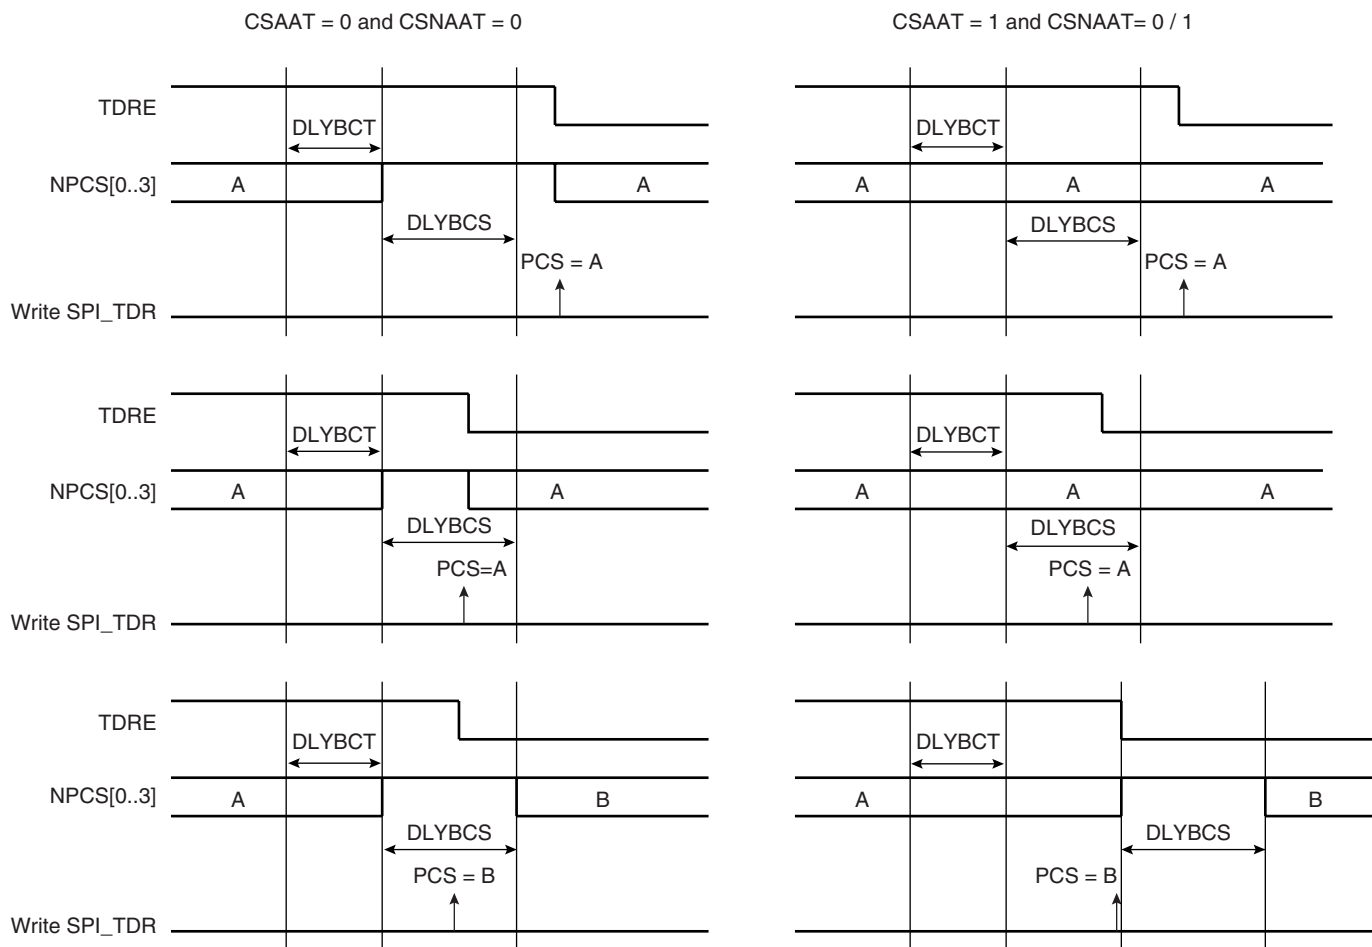 CSAAT = 0 and CSNAAT = 0
CSAAT = 1 and CSNAAT= 0 / 1
TDRE
DLYBCT
DLYBCT
NPCS[0..3]
A
A
A
A
A
DLYBCS
DLYBCS
PCS = A
PCS = A
Write SPI_TDR
TDRE
DLYBCT
DLYBCT
NPCS[0..3]
A
A
A
A
A
DLYBCS
DLYBCS
PCS=A
PCS = A
Write SPI_TDR
TDRE
DLYBCT
DLYBCT
NPCS[0..3]
A
B
A
B
DLYBCS
DLYBCS
PCS = B
PCS = B
Write SPI_TDR